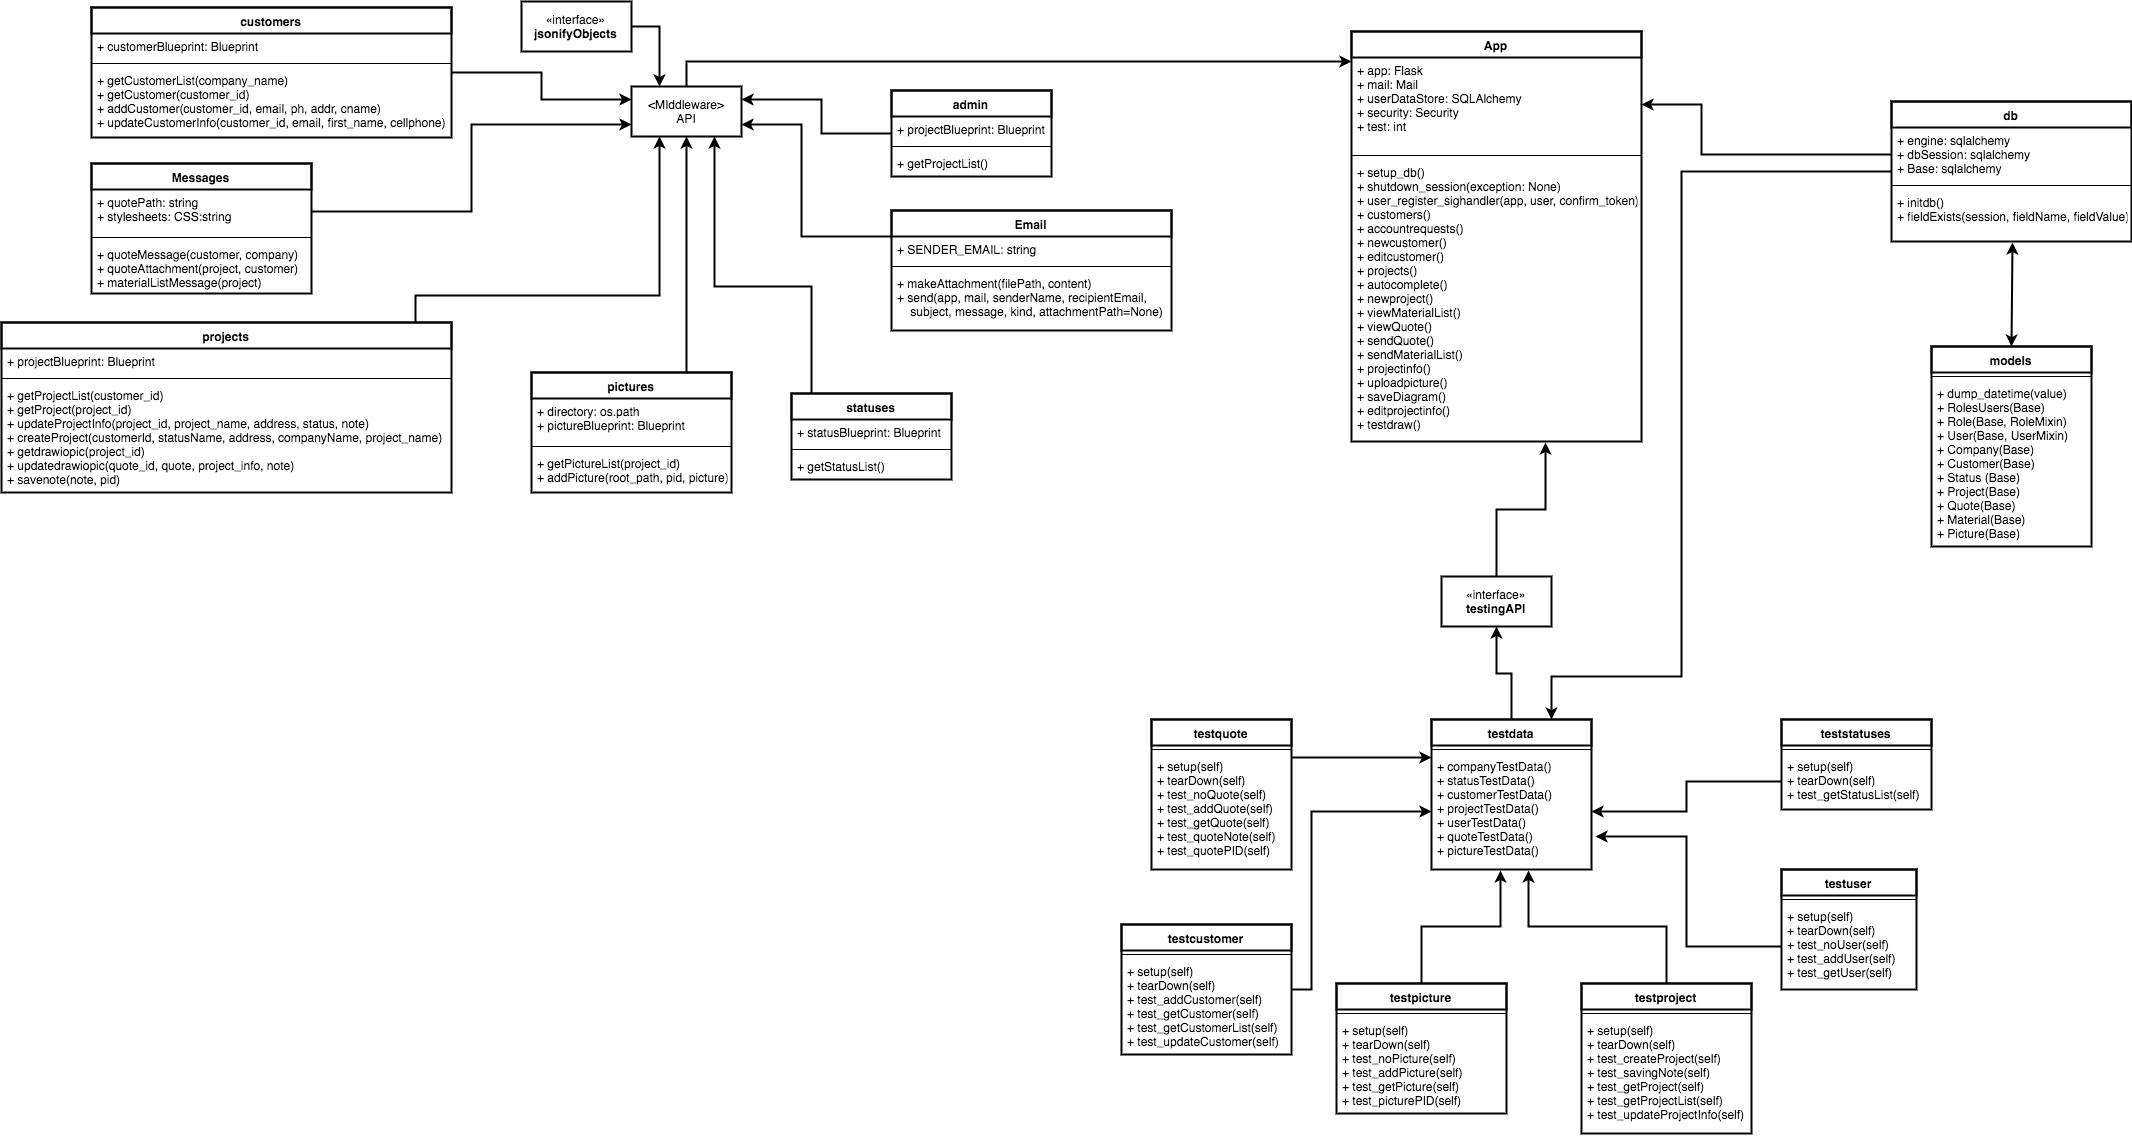 customers
+ customerBlueprint: Blueprint
+ getCustomerList(company_name)
+ getCustomer(customer_id)
+ addCustomer(customer_id, email, ph, addr, cname)
+ updateCustomerInfo(customer_id, email, first_name, cellphone)
«interface»
jsonifyObjects
<MIddleware>
API
Messages
+ quotePath: string
+ stylesheets: CSS:string
+ quoteMessage(customer, company)
+ quoteAttachment(project, customer)
+ materialListMessage(project)
admin
+ projectBlueprint: Blueprint
+ getProjectList()
Email
+ SENDER_EMAIL: string
+ makeAttachment(filePath, content)
+ send(app, mail, senderName, recipientEmail,
subject, message, kind, attachmentPath=None)
projects
+ projectBlueprint: Blueprint
+ getProjectList(customer_id)
+ getProject(project_id)
+ updateProjectInfo(project_id, project_name, address, status, note)
+ createProject(customerId, statusName, address, companyName, project_name)
+ getdrawiopic(project_id)
+ updatedrawiopic(quote_id, quote, project_info, note)
+ savenote(note, pid)
pictures
+ directory: os.path
+ pictureBlueprint: Blueprint
+ getPictureList(project_id)
+ addPicture(root_path, pid, picture)
statuses
+ statusBlueprint: Blueprint
+ getStatusList()
App
+ app: Flask
+ mail: Mail
+ userDataStore: SQLAlchemy
+ security: Security
+ test: int
+ setup_db()
+ shutdown_session(exception: None)
+ user_register_sighandler(app, user, confirm_token)
+ customers()
+ accountrequests()
+ newcustomer()
+ editcustomer()
+ projects()
+ autocomplete()
+ newproject()
+ viewMaterialList()
+ viewQuote()
+ sendQuote()
+ sendMaterialList()
+ projectinfo()
+ uploadpicture()
+ saveDiagram()
+ editprojectinfo()
+ testdraw()
db
+ engine: sqlalchemy
+ dbSession: sqlalchemy
+ Base: sqlalchemy
+ initdb()
+ fieldExists(session, fieldName, fieldValue)
models
+ dump_datetime(value)
+ RolesUsers(Base)
+ Role(Base, RoleMixin)
+ User(Base, UserMixin)
+ Company(Base)
+ Customer(Base)
+ Status (Base)
+ Project(Base)
+ Quote(Base)
+ Material(Base)
+ Picture(Base)
«interface»
testingAPI
testquote
+ setup(self)
+ tearDown(self)
+ test_noQuote(self)
+ test_addQuote(self)
+ test_getQuote(self)
+ test_quoteNote(self)
+ test_quotePID(self)
testdata
+ companyTestData()
+ statusTestData()
+ customerTestData()
+ projectTestData()
+ userTestData()
+ quoteTestData()
+ pictureTestData()
teststatuses
+ setup(self)
+ tearDown(self)
+ test_getStatusList(self)
testuser
+ setup(self)
+ tearDown(self)
+ test_noUser(self)
+ test_addUser(self)
+ test_getUser(self)
testcustomer
+ setup(self)
+ tearDown(self)
+ test_addCustomer(self)
+ test_getCustomer(self)
+ test_getCustomerList(self)
+ test_updateCustomer(self)
testpicture
+ setup(self)
+ tearDown(self)
+ test_noPicture(self)
+ test_addPicture(self)
+ test_getPicture(self)
+ test_picturePID(self)
testproject
+ setup(self)
+ tearDown(self)
+ test_createProject(self)
+ test_savingNote(self)
+ test_getProject(self)
+ test_getProjectList(self)
+ test_updateProjectInfo(self)